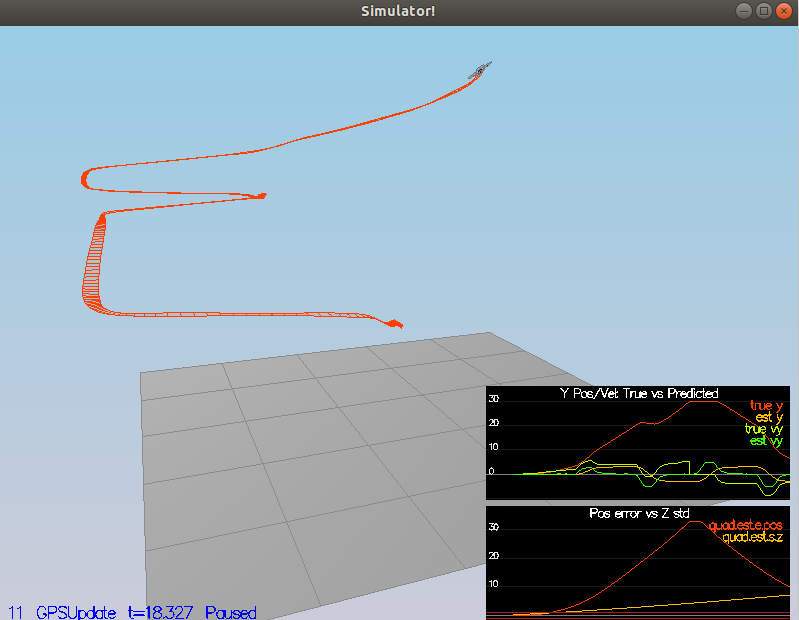 Simulator!
Y Pos/Vel: True vs Predicted
30
true y
est y
20
true vy
est vy
10
0
Pos error vs Z std
30
quad.est.e.pos
quad.est.s.z
20
10
11 GPSUpdate t=18.327 Paused